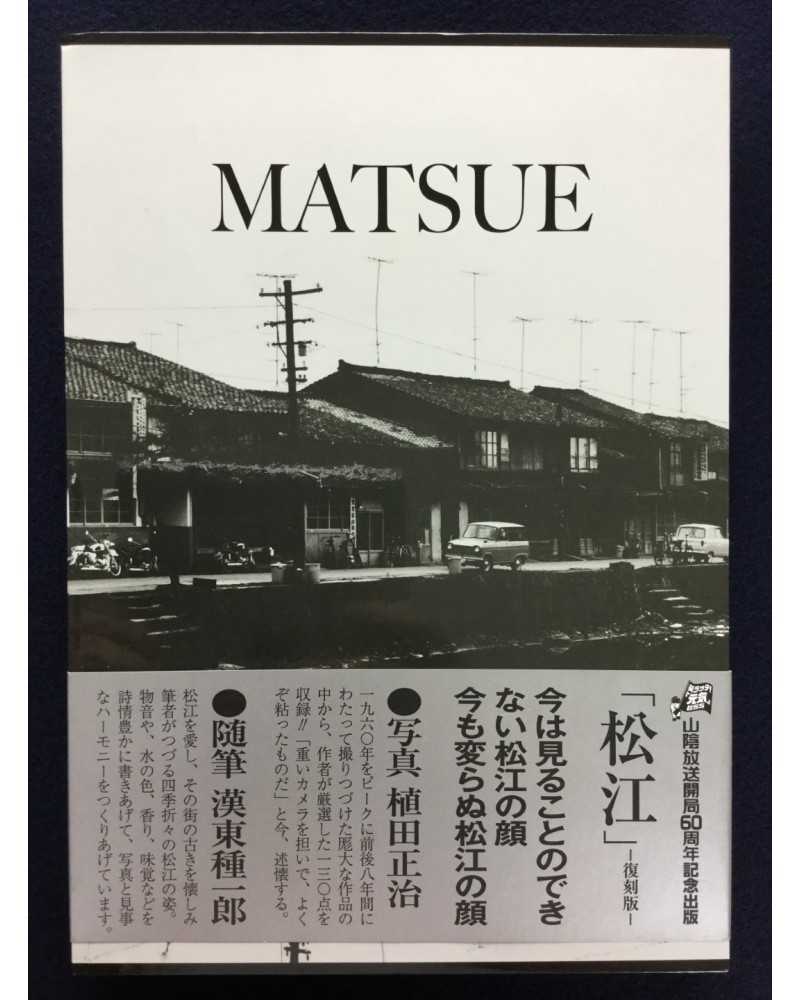 MATSUE
元気
山陰放送開局60周年記念出版
「松江」―復刻版―
今は見ることのでき
ない松江の顔
今も変らぬ松江の顔
●写真 植田正治
一九六〇年をピークに前後八年間に
わたって撮りつづけた厖大な作品の
中から、作者が厳選した一三〇点を
収録!!「重いカメラを担いで、よく
ぞ粘ったものだ」と今、述懐する。
●随筆 漢東種一郎
松江を愛し、その街の古きを懐しみ
筆者がつづる四季折々の松江の姿。
物音や、水の色、香り、味覚などを
詩情豊かに書きあげて、写真と見事
なハーモニーをつくりあげています。